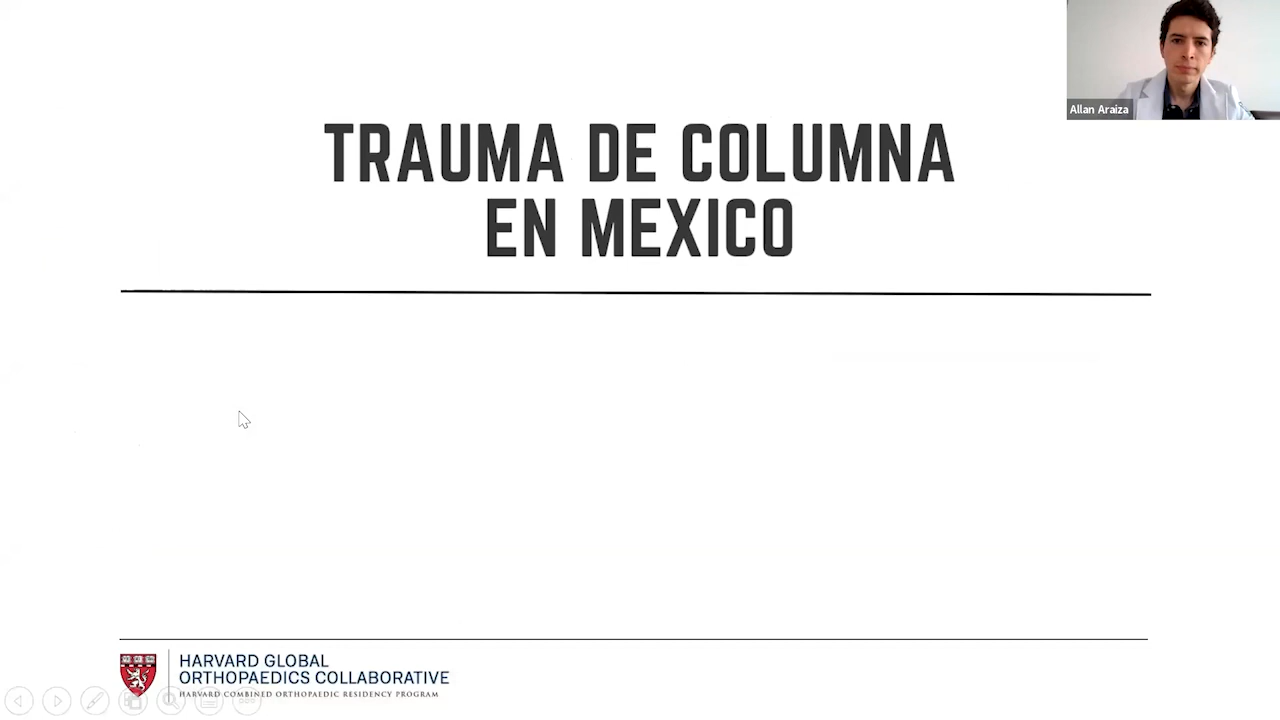 Allan Araiza
TRAUMA DE COLUMNA
EN MEXICO
HARVARD GLOBAL
ORTHOPAEDICS COLLABORATIVE
HARVARD COMBINED ORTHOPAEDIC RESIDENCY PROGRAM